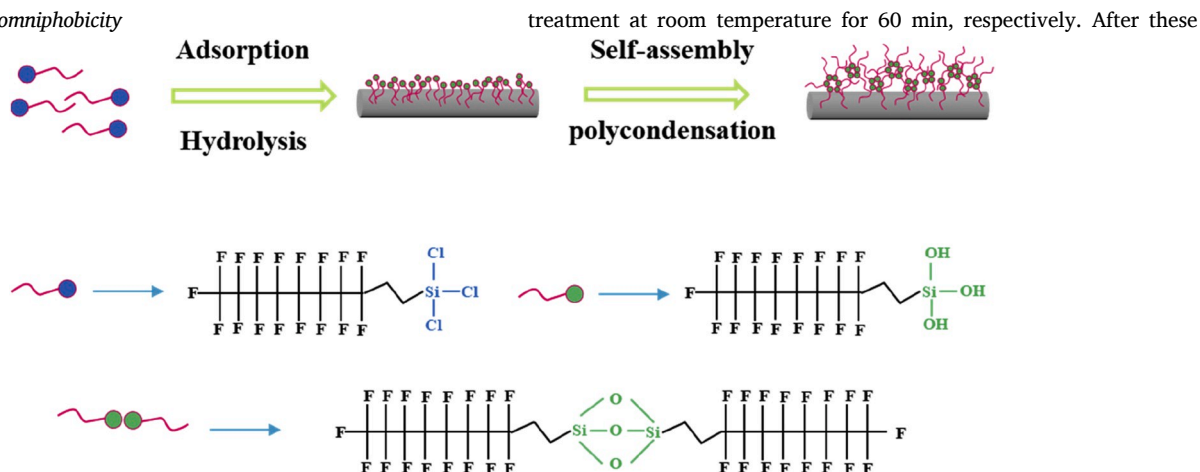 omniphobicity
treatment at room temperature for 60 min, respectively. After these
Adsorption
Hydrolysis
Self-assembly
polycondensation
F F F F F F F F
Cl
F
Si
Cl
F F F F F F F F
Cl
F F F F F F F F
OH
F
Si
OH
F F F F F F F F
OH
F F F F F F F F
O
F F F F F F F F
F
Si
O
Si
F
F F F F F F F F
O
F F F F F F F F